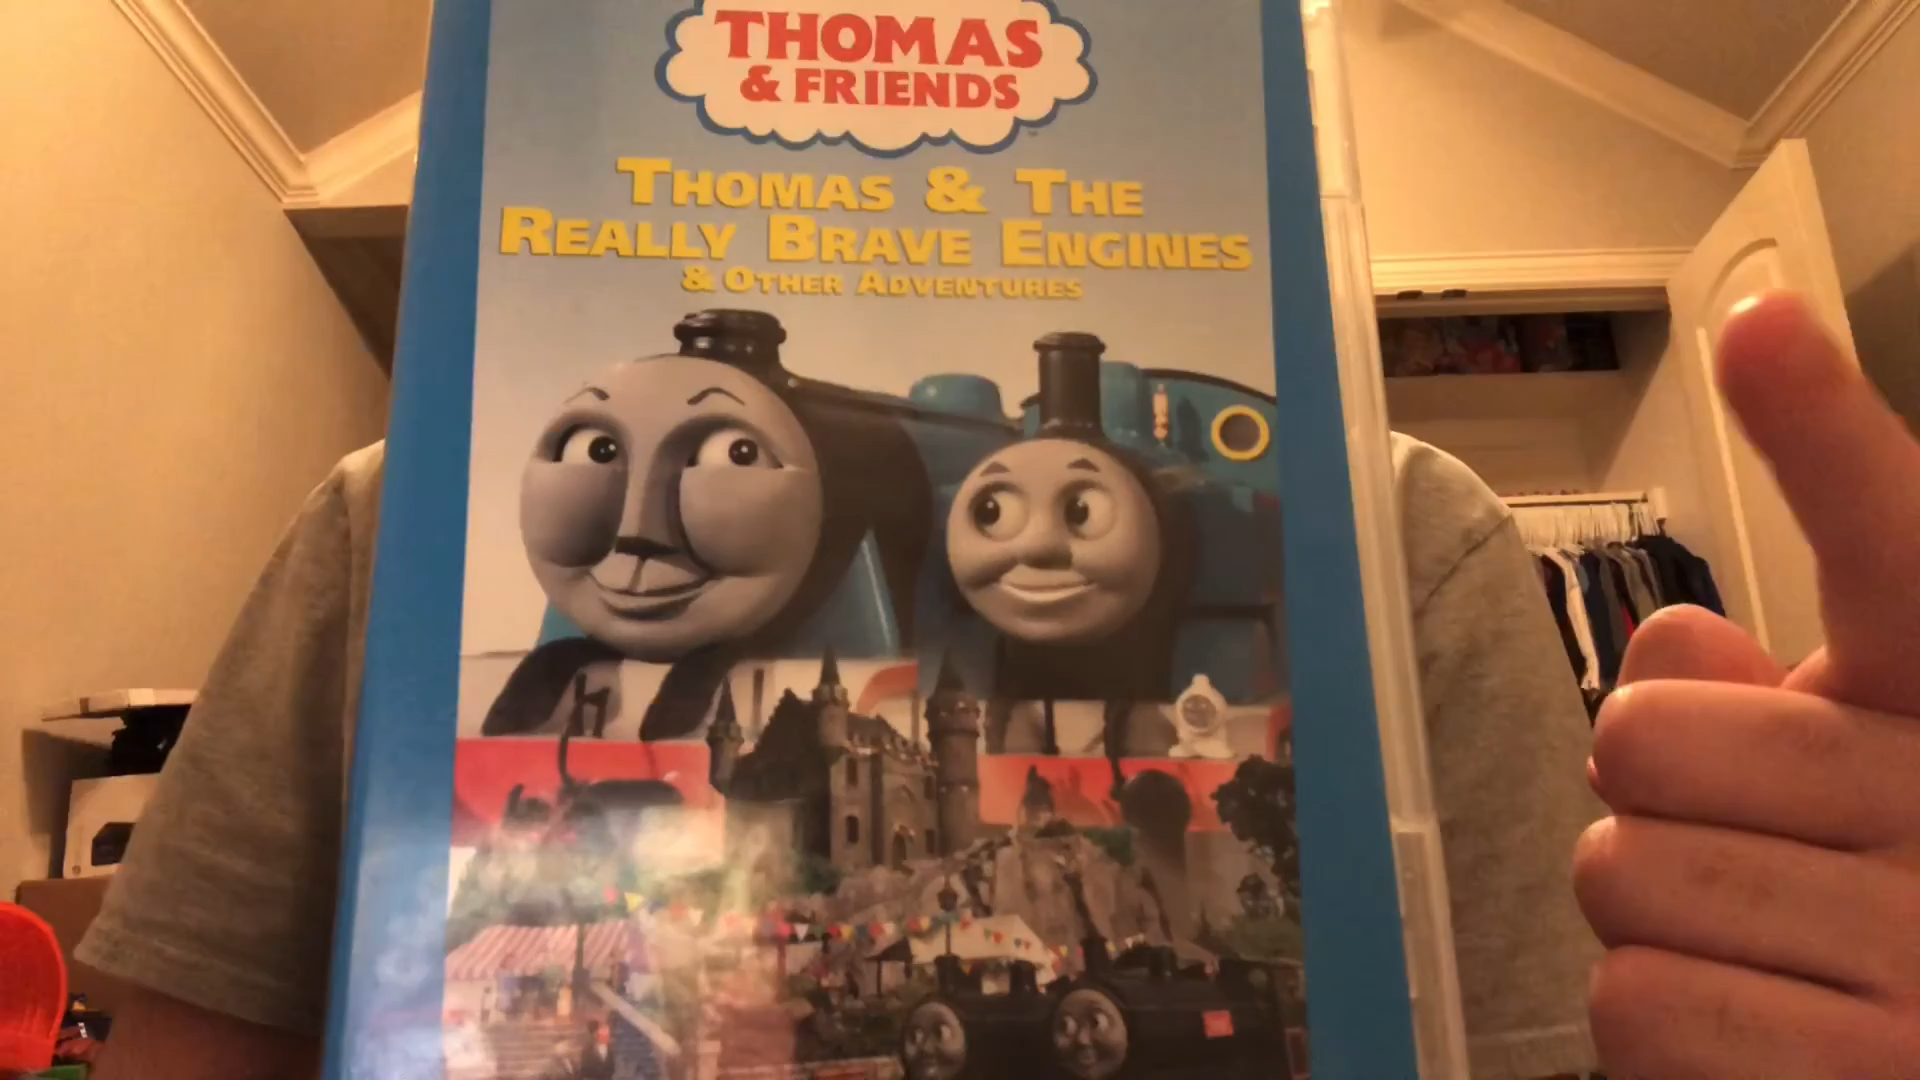 THOMAS
& FRIENDS
THOMAS & THE
REALLY BRAVE ENGINES
& OTHER ADVENTURES